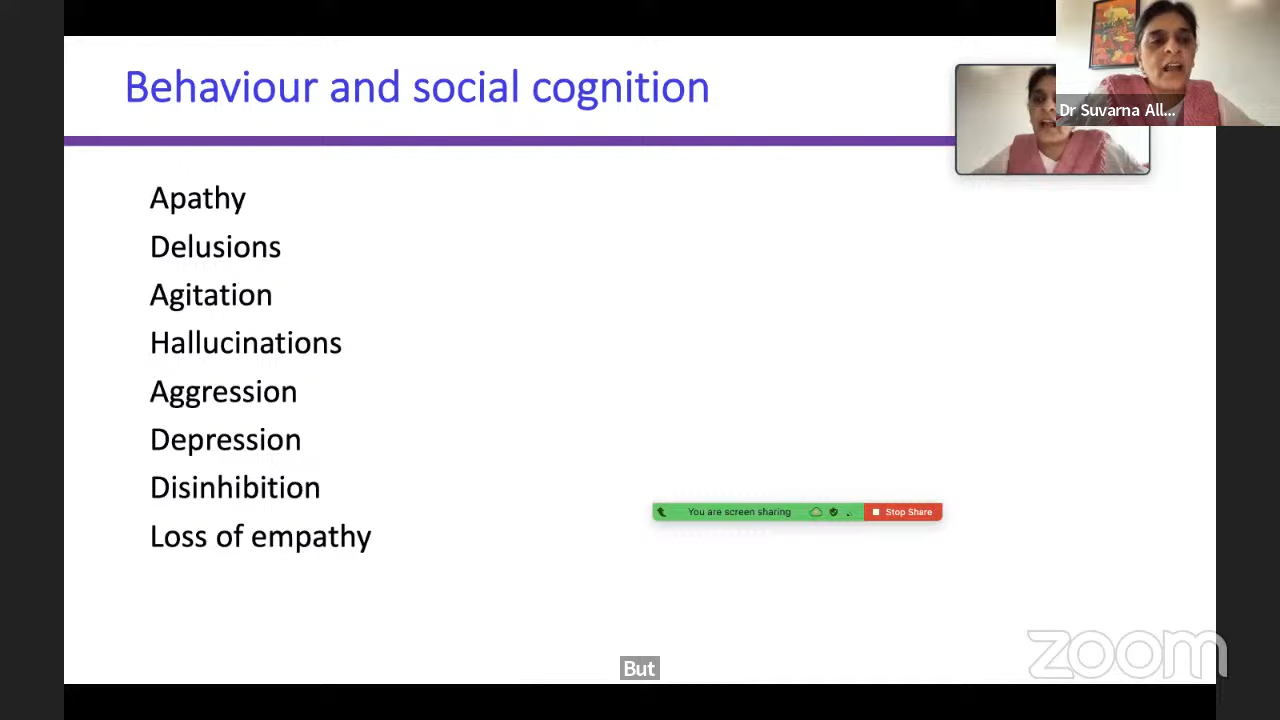 Behaviour and social cognition
Dr Suvarna All...
Apathy
Delusions
Agitation
Hallucinations
Aggression
Depression
Disinhibition
Loss of empathy
You are screen sharing
Stop Share
zoom
But